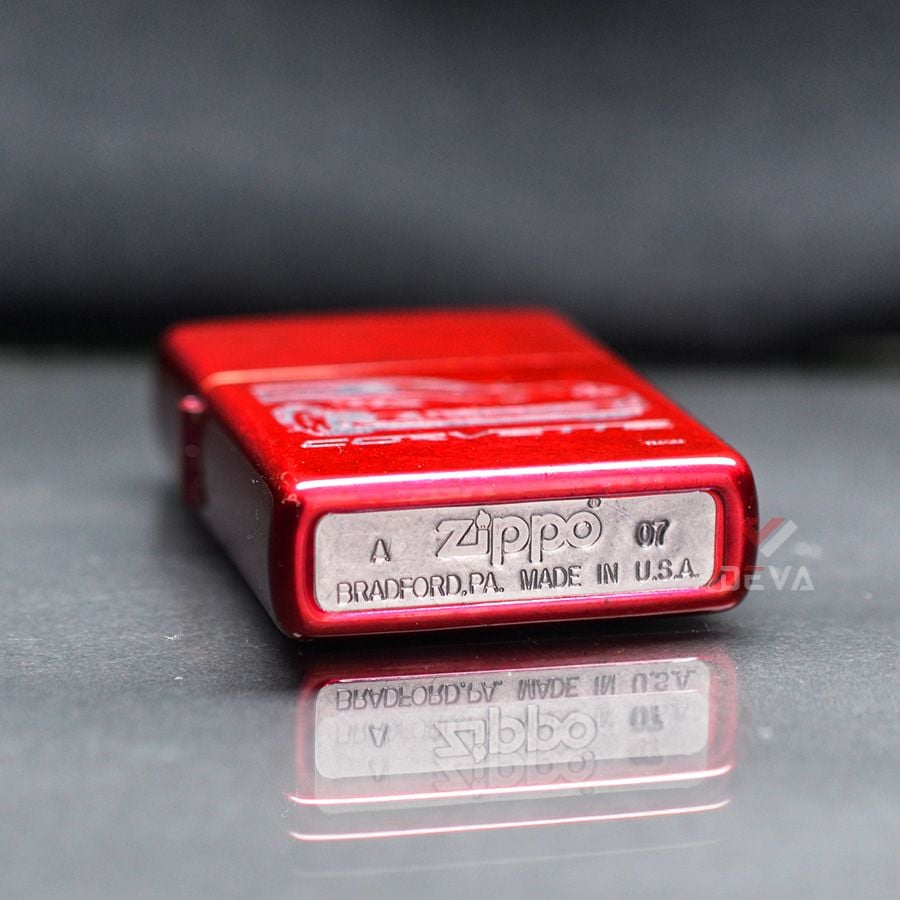 CORVETTE
Zippo®
A 07
BRADFORD,PA. MADE IN U.S.A.
DEVA